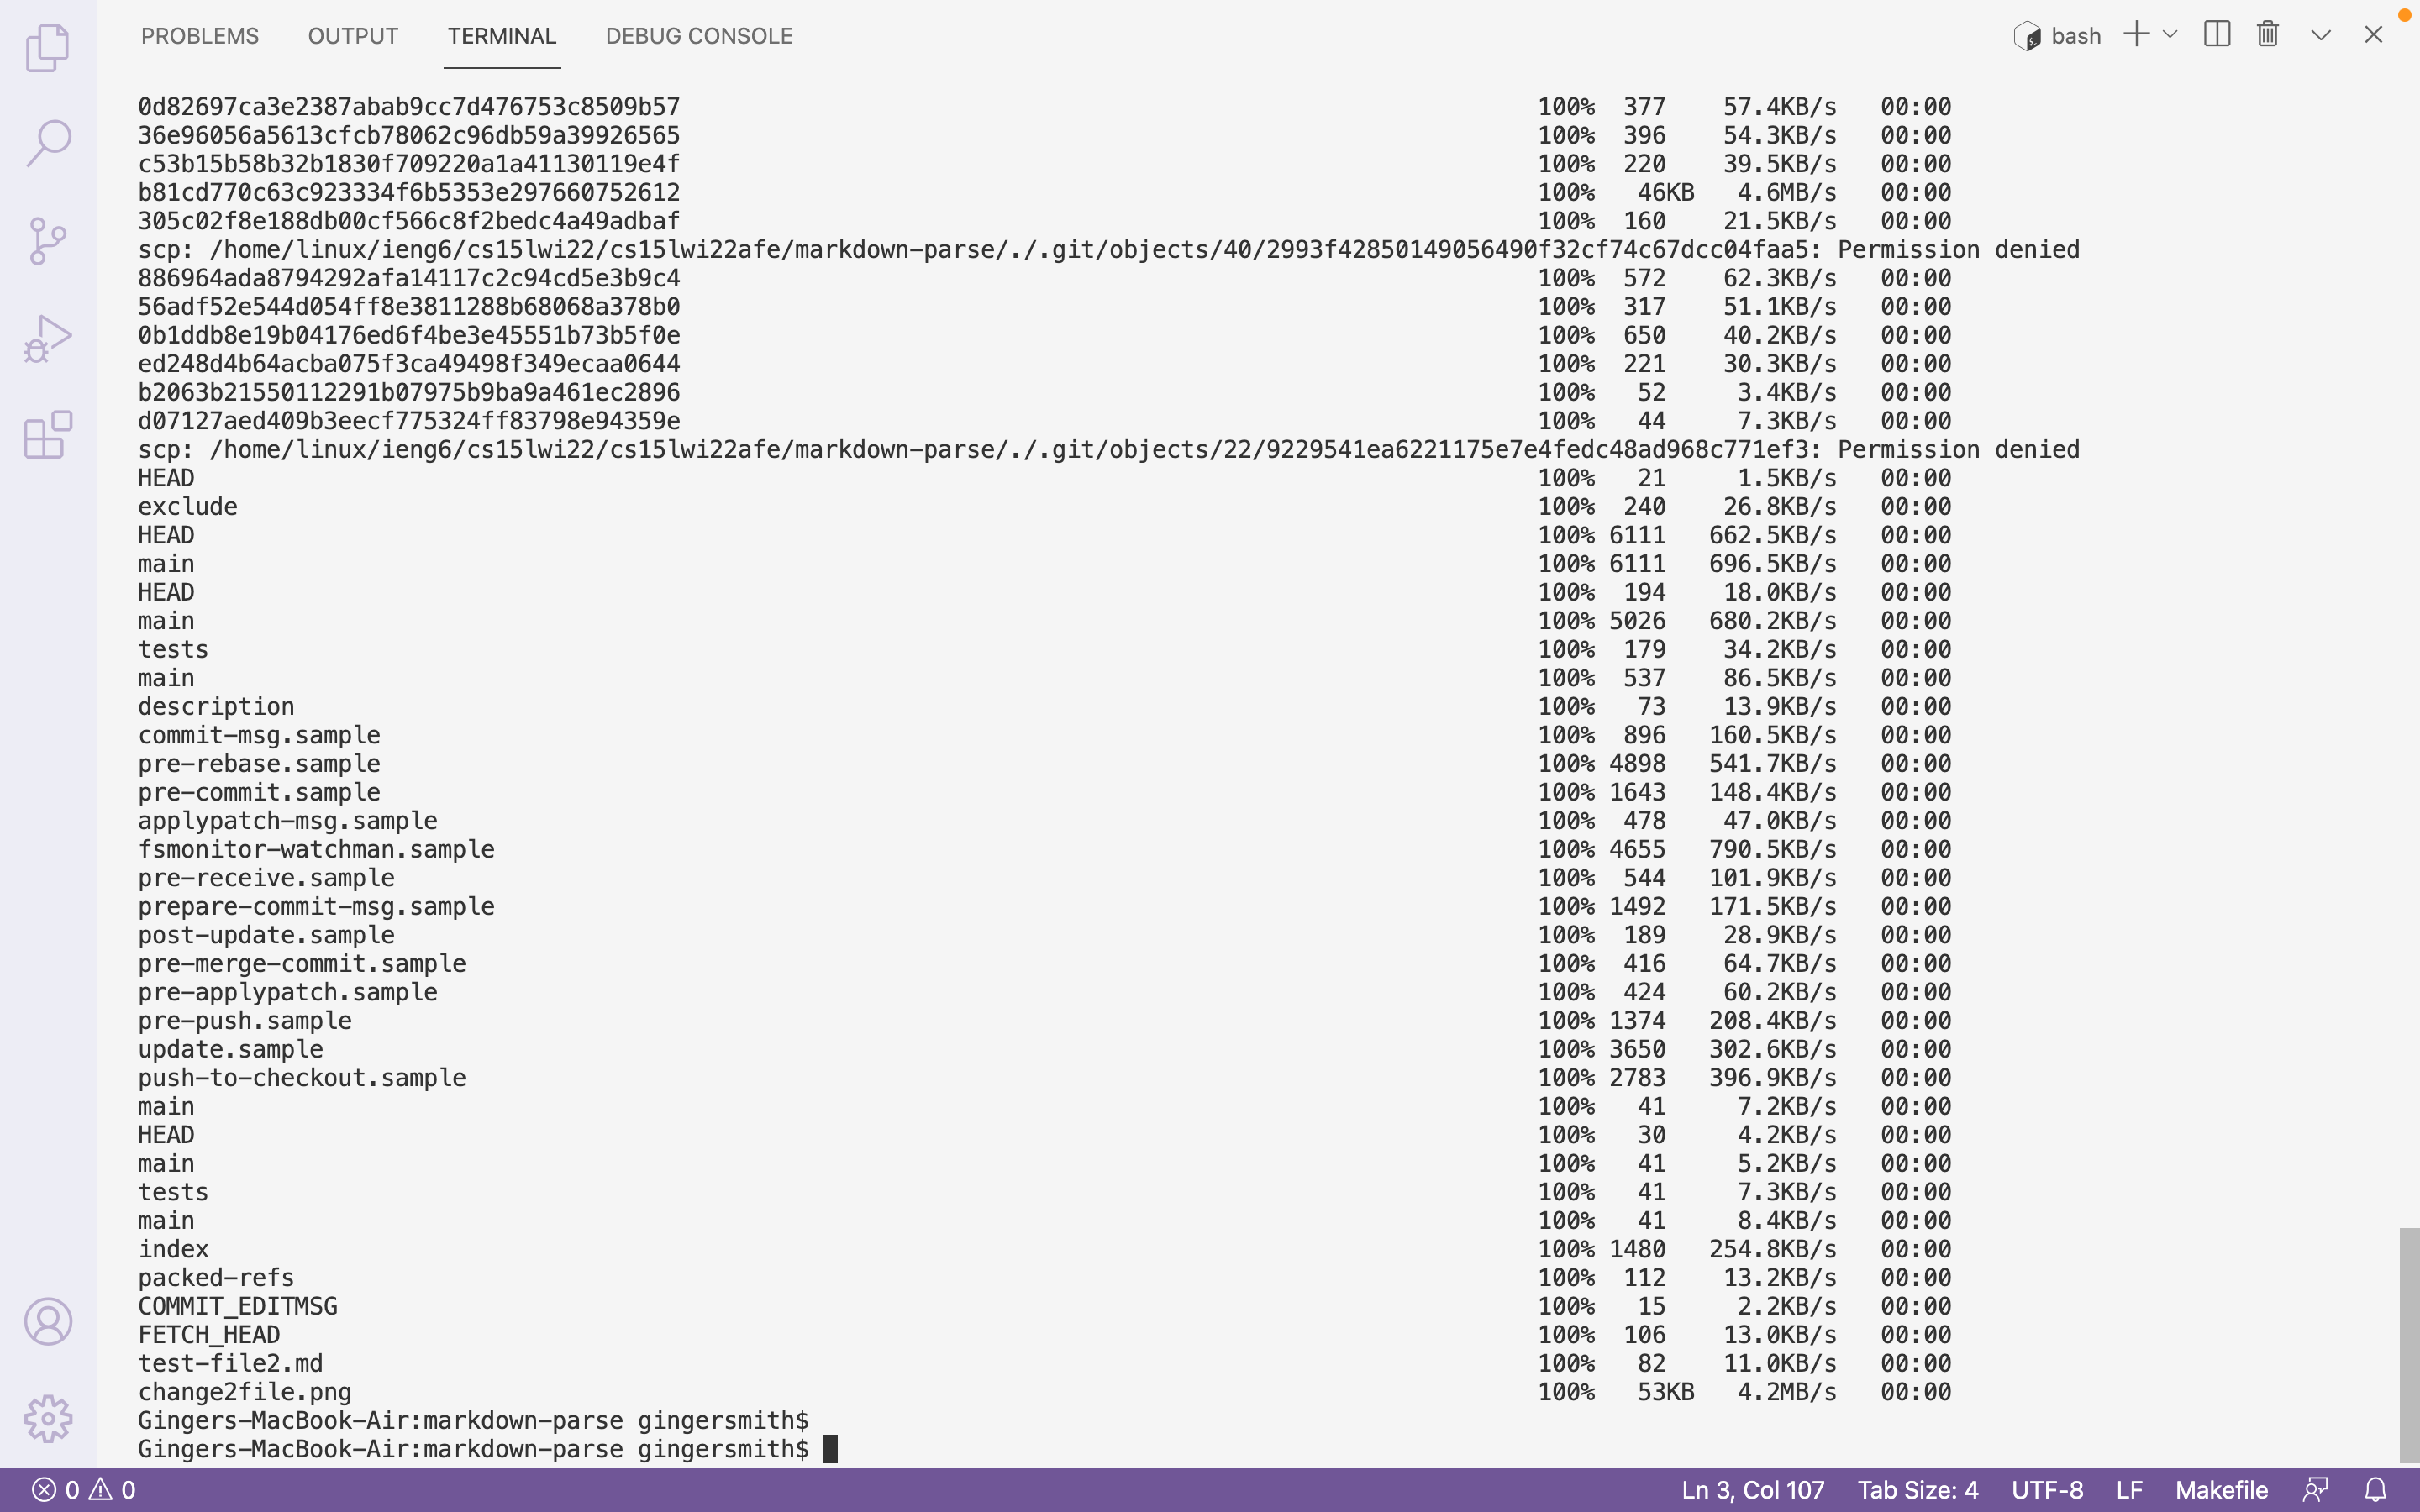 PROBLEMS OUTPUT TERMINAL DEBUG CONSOLE bash
0d82697ca3e2387abab9cc7d476753c8509b57 100% 377 57.4KB/s 00:00
36e96056a5613cfcb78062c96db59a39926565 100% 396 54.3KB/s 00:00
c53b15b58b32b1830f709220a1a41130119e4f 100% 220 39.5KB/s 00:00
b81cd770c63c923334f6b5353e297660752612 100% 46KB 4.6MB/s 00:00
305c02f8e188db00cf566c8f2bedc4a49adbaf 100% 160 21.5KB/s 00:00
scp: /home/linux/ieng6/cs15lwi22/cs15lwi22afe/markdown-parse/./.git/objects/40/2993f42850149056490f32cf74c67dcc04faa5: Permission denied
886964ada8794292afa14117c2c94cd5e3b9c4 100% 572 62.3KB/s 00:00
56adf52e544d054ff8e3811288b68068a378b0 100% 317 51.1KB/s 00:00
0b1ddb8e19b04176ed6f4be3e45551b73b5f0e 100% 650 40.2KB/s 00:00
ed248d4b64acba075f3ca49498f349ecaa0644 100% 221 30.3KB/s 00:00
b2063b21550112291b07975b9ba9a461ec2896 100% 52 3.4KB/s 00:00
d07127aed409b3eecf775324ff83798e94359e 100% 44 7.3KB/s 00:00
scp: /home/linux/ieng6/cs15lwi22/cs15lwi22afe/markdown-parse/./.git/objects/22/9229541ea6221175e7e4fedc48ad968c771ef3: Permission denied
HEAD 100% 21 1.5KB/s 00:00
exclude 100% 240 26.8KB/s 00:00
HEAD 100% 6111 662.5KB/s 00:00
main 100% 6111 696.5KB/s 00:00
HEAD 100% 194 18.0KB/s 00:00
main 100% 5026 680.2KB/s 00:00
tests 100% 179 34.2KB/s 00:00
main 100% 537 86.5KB/s 00:00
description 100% 73 13.9KB/s 00:00
commit-msg.sample 100% 896 160.5KB/s 00:00
pre-rebase.sample 100% 4898 541.7KB/s 00:00
pre-commit.sample 100% 1643 148.4KB/s 00:00
applypatch-msg.sample 100% 478 47.0KB/s 00:00
fsmonitor-watchman.sample 100% 4655 790.5KB/s 00:00
pre-receive.sample 100% 544 101.9KB/s 00:00
prepare-commit-msg.sample 100% 1492 171.5KB/s 00:00
post-update.sample 100% 189 28.9KB/s 00:00
pre-merge-commit.sample 100% 416 64.7KB/s 00:00
pre-applypatch.sample 100% 424 60.2KB/s 00:00
pre-push.sample 100% 1374 208.4KB/s 00:00
update.sample 100% 3650 302.6KB/s 00:00
push-to-checkout.sample 100% 2783 396.9KB/s 00:00
main 100% 41 7.2KB/s 00:00
HEAD 100% 30 4.2KB/s 00:00
main 100% 41 5.2KB/s 00:00
tests 100% 41 7.3KB/s 00:00
main 100% 41 8.4KB/s 00:00
index 100% 1480 254.8KB/s 00:00
packed-refs 100% 112 13.2KB/s 00:00
COMMIT_EDITMSG 100% 15 2.2KB/s 00:00
FETCH_HEAD 100% 106 13.0KB/s 00:00
test-file2.md 100% 82 11.0KB/s 00:00
change2file.png 100% 53KB 4.2MB/s 00:00
Gingers-MacBook-Air:markdown-parse gingersmith$
Gingers-MacBook-Air:markdown-parse gingersmith$
0 0 Ln 3, Col 107 Tab Size: 4 UTF-8 LF Makefile